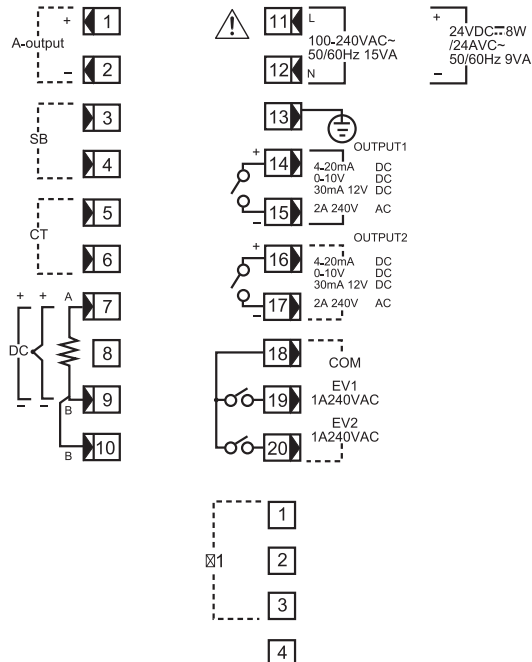 + 1
A-output
- 2
3
SB
4
5
CT
6
+ + A 7
DC 8
- - B 9
B 10
11 L
100-240VAC~
50/60Hz 15VA
12 N
+ 24VDC⎓8W
/24AVC~
- 50/60Hz 9VA
13
OUTPUT1
+ 14 4-20mA DC
0-10V DC
30mA 12V DC
- 15 2A 240V AC
OUTPUT2
+ 16 4-20mA DC
0-10V DC
30mA 12V DC
- 17 2A 240V AC
18 COM
EV1
19 1A240VAC
EV2
20 1A240VAC
1
1
2
3
4